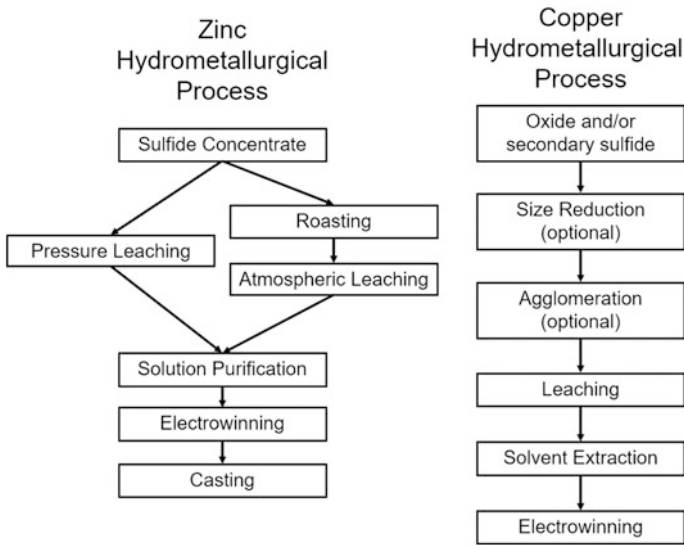 Zinc
Hydrometallurgical
Process
Sulfide Concentrate
Roasting
Pressure Leaching
Atmospheric Leaching
Solution Purification
Electrowinning
Casting
Copper
Hydrometallurgical
Process
Oxide and/or
secondary sulfide
Size Reduction
(optional)
Agglomeration
(optional)
Leaching
Solvent Extraction
Electrowinning